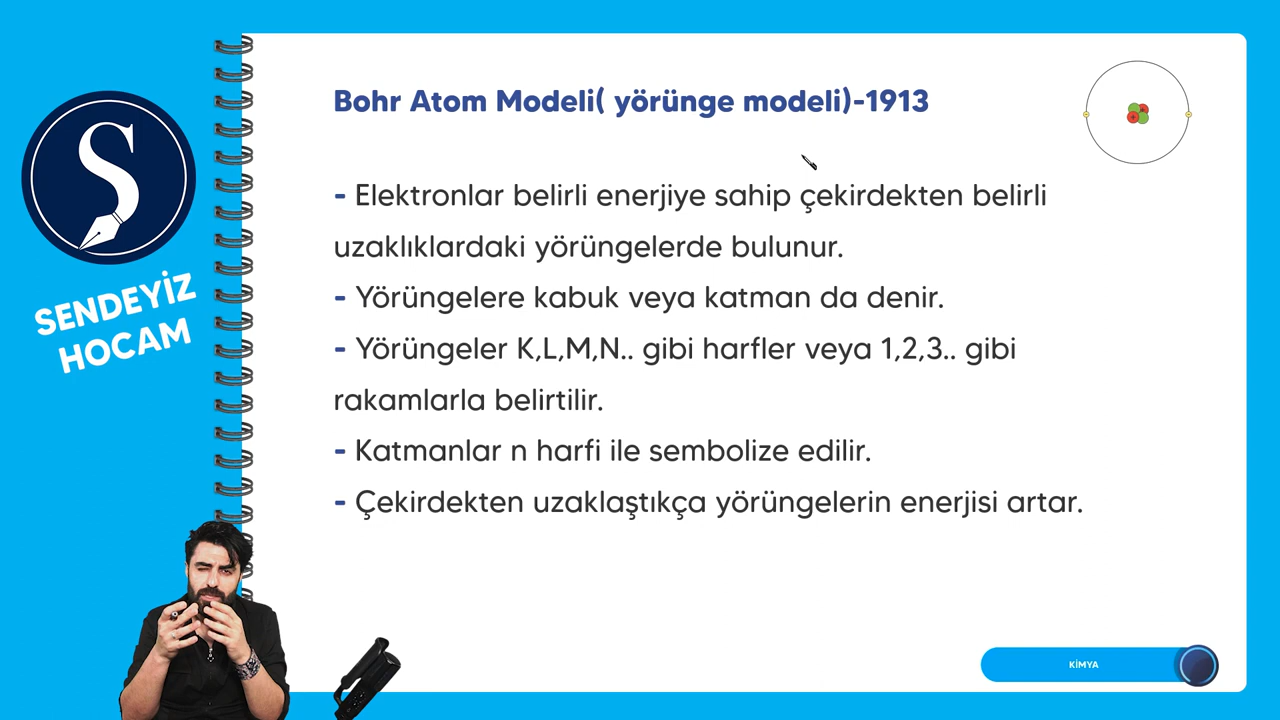 S
SENDEYİZ
HOCAM
Bohr Atom Modeli( yörünge modeli)-1913
- Elektronlar belirli enerjiye sahip çekirdekten belirli
uzaklıklardaki yörüngelerde bulunur.
- Yörüngelere kabuk veya katman da denir.
- Yörüngeler K,L,M,N.. gibi harfler veya 1,2,3.. gibi
rakamlarla belirtilir.
- Katmanlar n harfi ile sembolize edilir.
- Çekirdekten uzaklaştıkça yörüngelerin enerjisi artar.
KİMYA